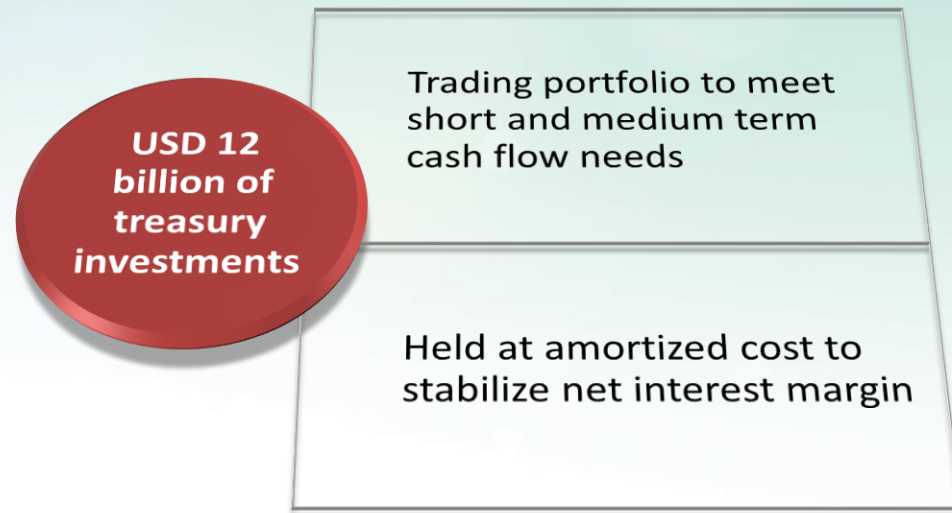 USD 12
billion of
treasury
investments
Trading portfolio to meet
short and medium term
cash flow needs
Held at amortized cost to
stabilize net interest margin